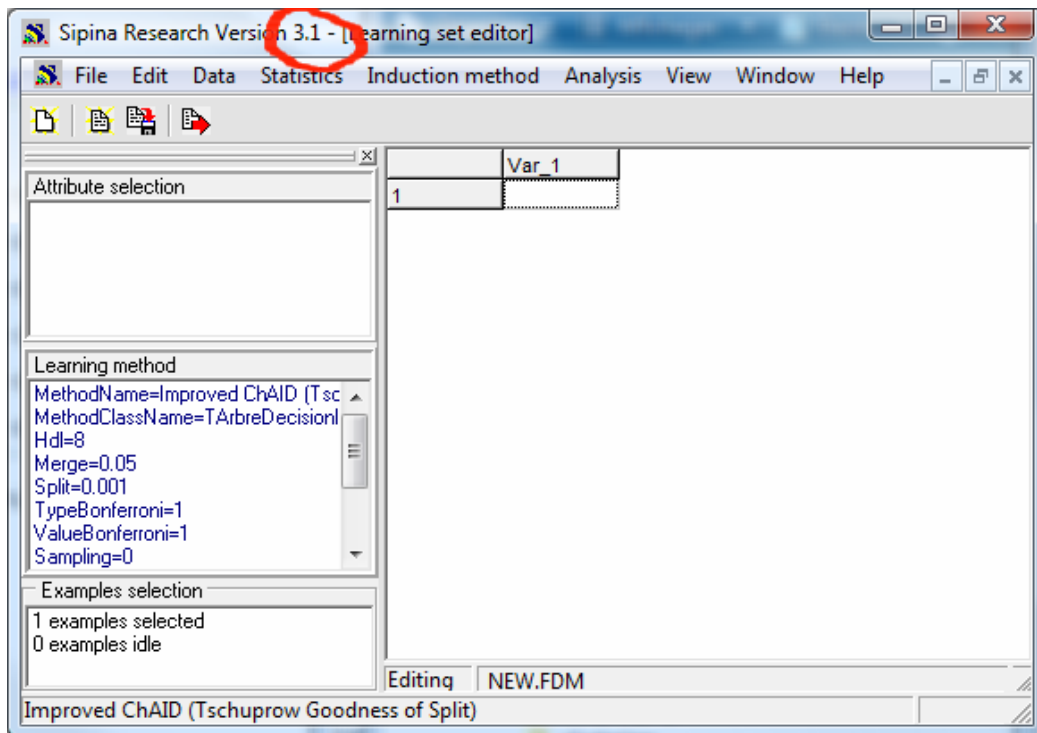 Sipina Research Version 3.1 - [Learning set editor]
File Edit Data Statistics Induction method Analysis View Window Help
Attribute selection
Var_1
1
Learning method
MethodName=Improved ChAID (Tsc
MethodClassName=TArbreDecisionI
Hdl=8
Merge=0.05
Split=0.001
TypeBonferroni=1
ValueBonferroni=1
Sampling=0
Examples selection
1 examples selected
0 examples idle
Editing NEW.FDM
Improved ChAID (Tschuprow Goodness of Split)